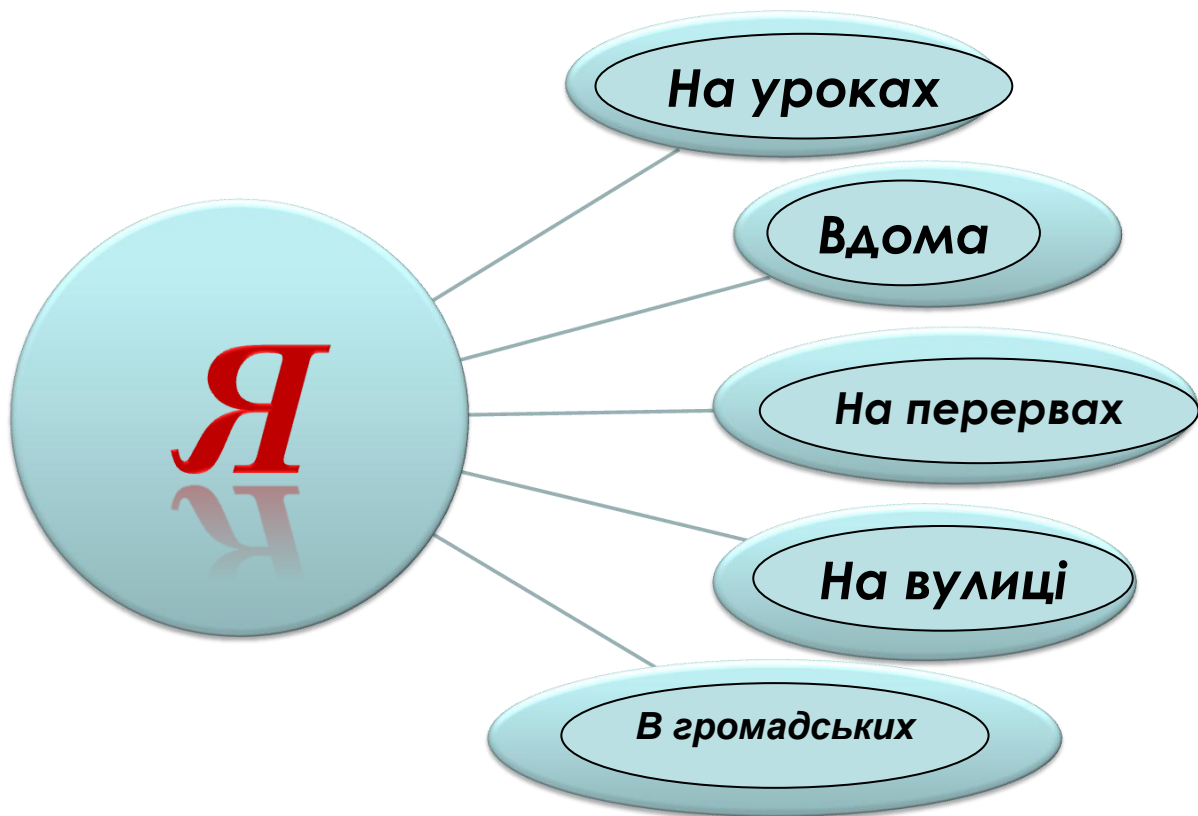 На уроках
Вдома
Я
На перервах
На вулиці
В громадських